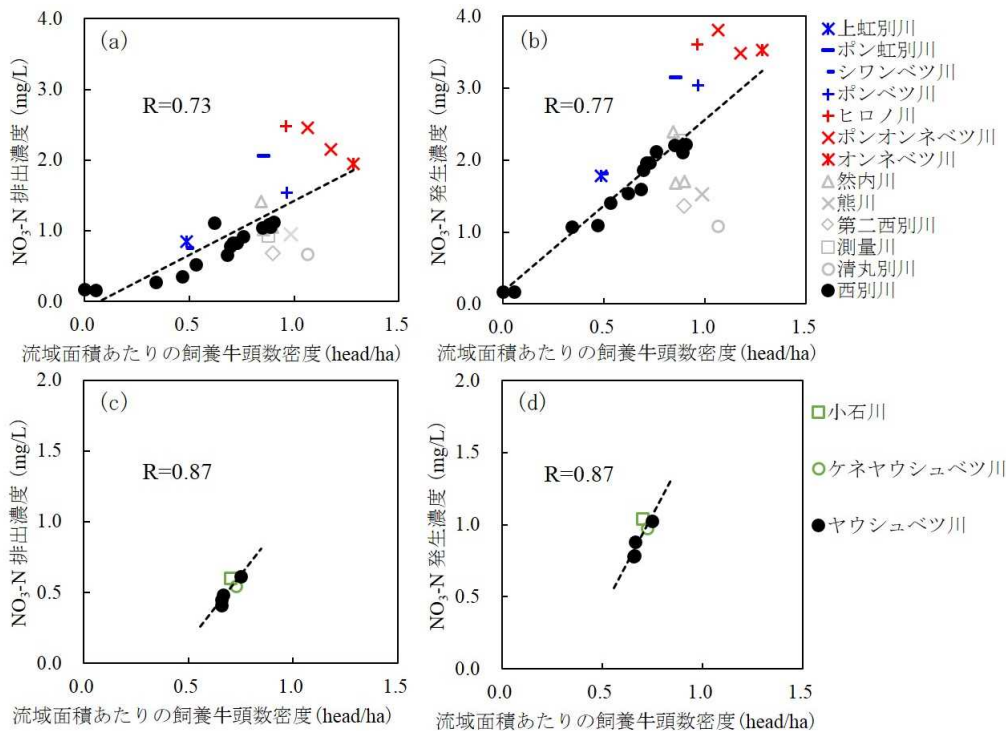 (a)
R=0.73
4.0
3.0
2.0
1.0
0.0
NO₃-N 排出濃度 (mg/L)
0.0 0.5 1.0 1.5
流域面積あたりの飼養牛頭数密度(head/ha)
(b)
R=0.77
4.0
3.0
2.0
1.0
0.0
NO₃-N 発生濃度 (mg/L)
0.0 0.5 1.0 1.5
流域面積あたりの飼養牛頭数密度(head/ha)
上虹別川
ポン虹別川
シワンベツ川
ポンベツ川
ヒロノ川
ポンオンネベツ川
オンネベツ川
然内川
熊川
第二西別川
測量川
清丸別川
西別川
(c)
R=0.87
2.0
1.5
1.0
0.5
0.0
NO₃-N 排出濃度 (mg/L)
0.0 0.5 1.0 1.5
流域面積あたりの飼養牛頭数密度(head/ha)
(d)
R=0.87
2.0
1.5
1.0
0.5
0.0
NO₃-N 発生濃度 (mg/L)
0.0 0.5 1.0 1.5
流域面積あたりの飼養牛頭数密度(head/ha)
小石川
ケネヤウシュベツ川
ヤウシュベツ川